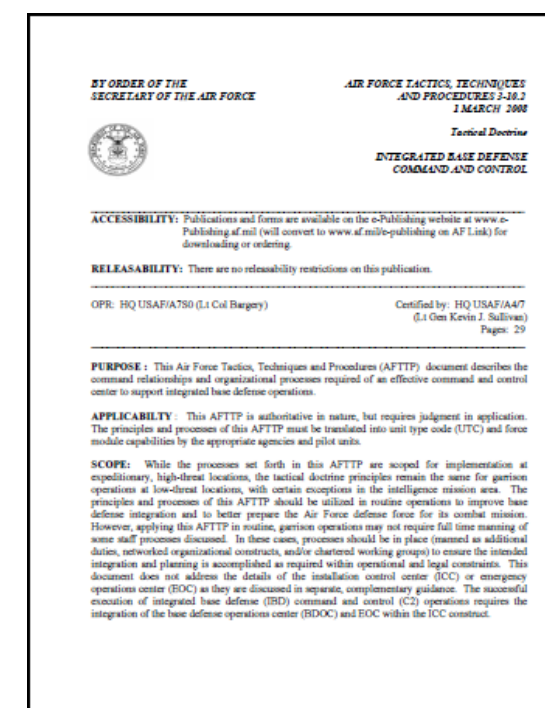 BY ORDER OF THE
SECRETARY OF THE AIR FORCE
AIR FORCE TACTICS, TECHNIQUES
AND PROCEDURES 3-10.2
1 MARCH 2008
Tactical Doctrine
INTEGRATED BASE DEFENSE
COMMAND AND CONTROL
ACCESSIBILITY: Publications and forms are available on the e-Publishing website at www.e-
Publishing.af.mil (will convert to www.af.mil/e-publishing on AF Link) for
downloading or ordering.
RELEASABILITY: There are no releasability restrictions on this publication.
OPR: HQ USAF/A7S0 (Lt Col Bargery)
Certified by: HQ USAF/A4/7
(Lt Gen Kevin J. Sullivan)
Pages: 29
PURPOSE : This Air Force Tactics, Techniques and Procedures (AFTTP) document describes the
command relationships and organizational processes required of an effective command and control
center to support integrated base defense operations.
APPLICABILTY : This AFTTP is authoritative in nature, but requires judgment in application.
The principles and processes of this AFTTP must be translated into unit type code (UTC) and force
module capabilities by the appropriate agencies and pilot units.
SCOPE: While the processes set forth in this AFTTP are scoped for implementation at
expeditionary, high-threat locations, the tactical doctrine principles remain the same for garrison
operations at low-threat locations, with certain exceptions in the intelligence mission area. The
principles and processes of this AFTTP should be utilized in routine operations to improve base
defense integration and to better prepare the Air Force defense force for its combat mission.
However, applying this AFTTP in routine, garrison operations may not require full time manning of
some staff processes discussed. In these cases, processes should be in place (manned as additional
duties, networked organizational constructs, and/or chartered working groups) to ensure the intended
integration and planning is accomplished as required within operational and legal constraints. This
document does not address the details of the installation control center (ICC) or emergency
operations center (EOC) as they are discussed in separate, complementary guidance. The successful
execution of integrated base defense (IBD) command and control (C2) operations requires the
integration of the base defense operations center (BDOC) and EOC within the ICC construct.